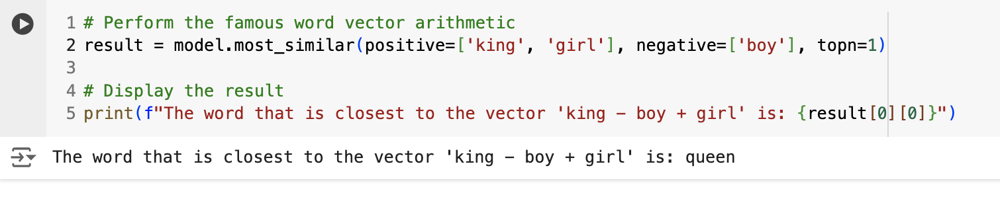 1 # Perform the famous word vector arithmetic
2 result = model.most_similar(positive=['king', 'girl'], negative=['boy'], topn=1)
3
4 # Display the result
5 print(f"The word that is closest to the vector 'king − boy + girl' is: {result[0][0]}")
The word that is closest to the vector 'king − boy + girl' is: queen